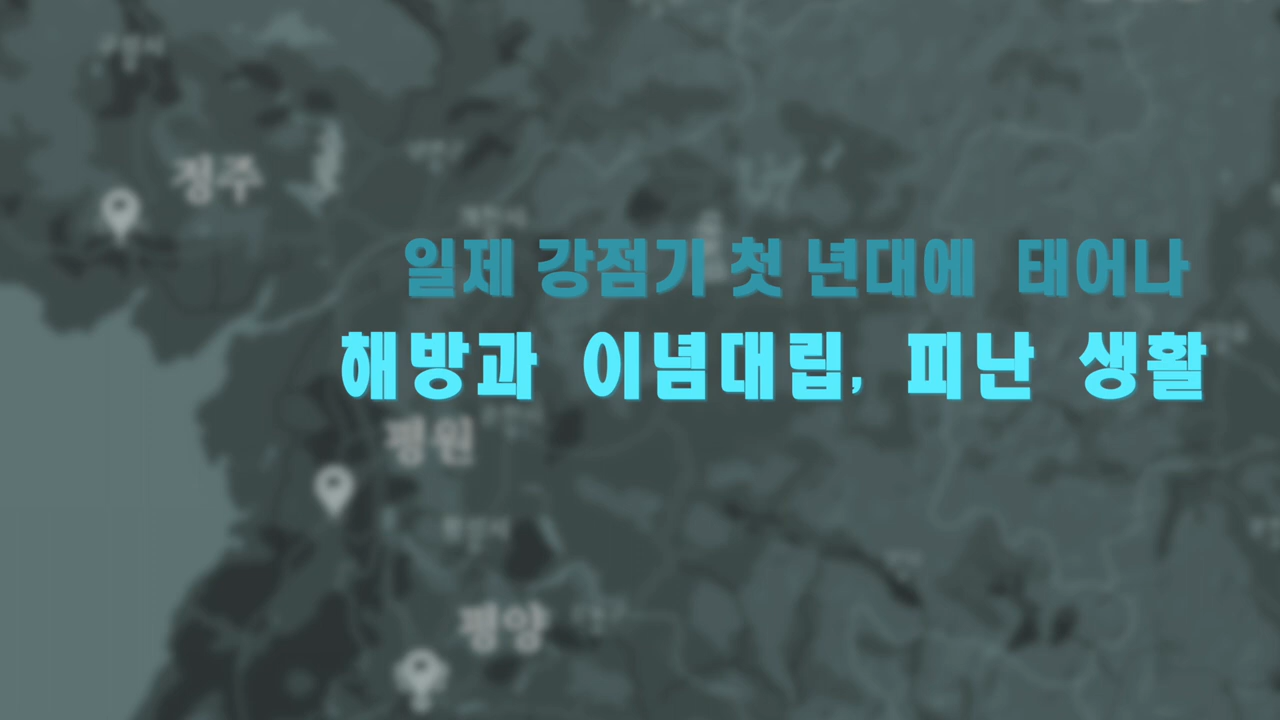 정주
일제 강점기 첫 년대에 태어나
해방과 이념대립, 피난 생활
평원
평양